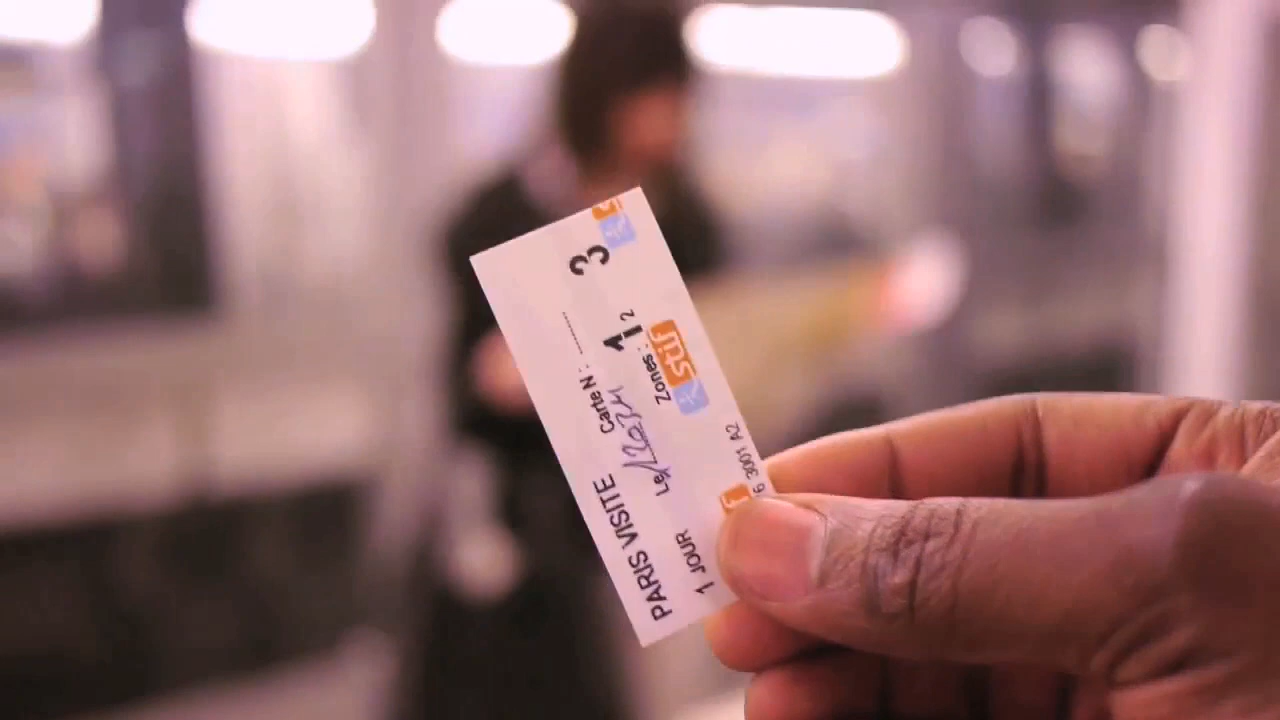 PARIS VISITE Carte N : ........ 3
1 JOUR Le, Zones : 1 2
stif
6 3001 A2